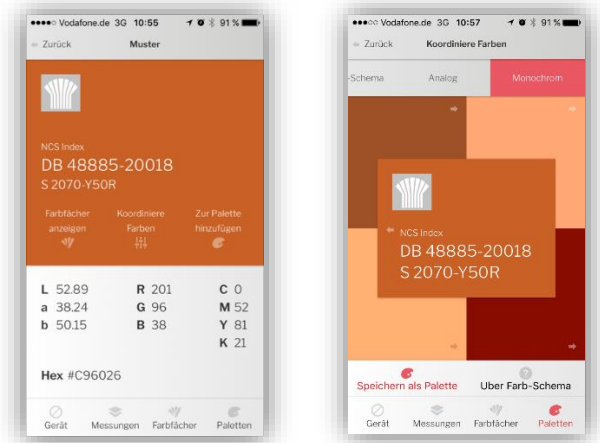 Vodafone.de 3G 10:55 91 %
Zurück Muster
NCS Index
DB 48885-20018
S 2070-Y50R
Farbfächer anzeigen
Koordiniere Farben
Zur Palette hinzufügen
L 52.89 R 201 C 0
a 38.24 G 96 M 52
b 50.15 B 38 Y 81
K 21
Hex #C96026
Gerät Messungen Farbfächer Paletten
Vodafone.de 3G 10:57 91 %
Zurück Koordiniere Farben
-Schema Analog Monochrom
NCS Index
DB 48885-20018
S 2070-Y50R
Speichern als Palette Über Farb-Schema
Gerät Messungen Farbfächer Paletten